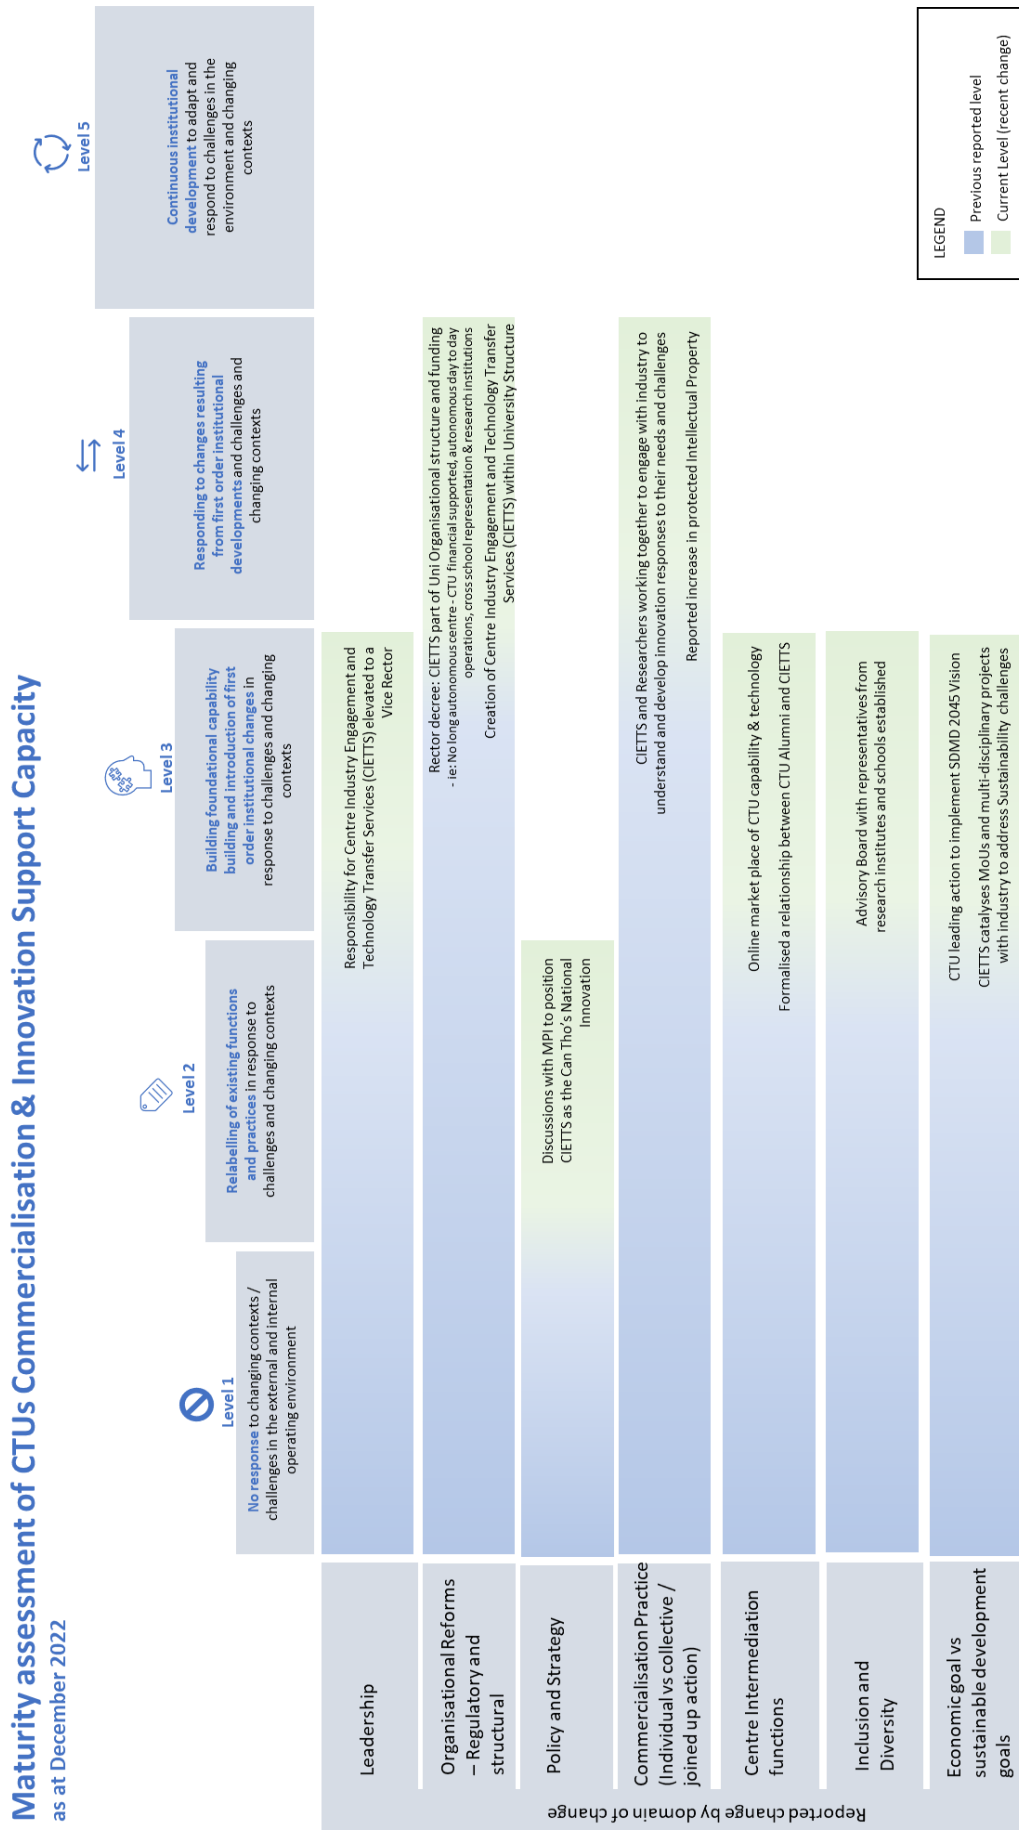 Maturity assessment of CTUs Commercialisation & Innovation Support Capacity
as at December 2022
Level 1
No response to changing contexts /
challenges in the external and internal
operating environment
Level 2
Relabelling of existing functions
and practices in response to
challenges and changing contexts
Level 3
Building foundational capability
building and introduction of first
order institutional changes in
response to challenges and changing
contexts
Level 4
Responding to changes resulting
from first order institutional
developments and challenges and
changing contexts
Level 5
Continuous institutional
development to adapt and
respond to challenges in the
environment and changing
contexts
Reported change by domain of change
Leadership
Responsibility for Centre Industry Engagement and
Technology Transfer Services (CIETTS) elevated to a
Vice Rector
Organisational Reforms
– Regulatory and
structural
Rector decree: CIETTS part of Uni Organisational structure and funding
- ie: No long autonomous centre - CTU financial supported, autonomous day to day
operations, cross school representation & research institutions
Creation of Centre Industry Engagement and Technology Transfer
Services (CIETTS) within University Structure
Policy and Strategy
Discussions with MPI to position
CIETTS as the Can Tho's National
Innovation
Commercialisation Practice
(Individual vs collective /
joined up action)
CIETTS and Researchers working together to engage with industry to
understand and develop innovation responses to their needs and challenges
Reported increase in protected Intellectual Property
Centre Intermediation
functions
Online market place of CTU capability & technology
Formalised a relationship between CTU Alumni and CIETTS
Inclusion and
Diversity
Advisory Board with representatives from
research institutes and schools established
Economic goal vs
sustainable development
goals
CTU leading action to implement SDMD 2045 Vision
CIETTS catalyses MoUs and multi-disciplinary projects
with industry to address Sustainability challenges
LEGEND
Previous reported level
Current Level (recent change)